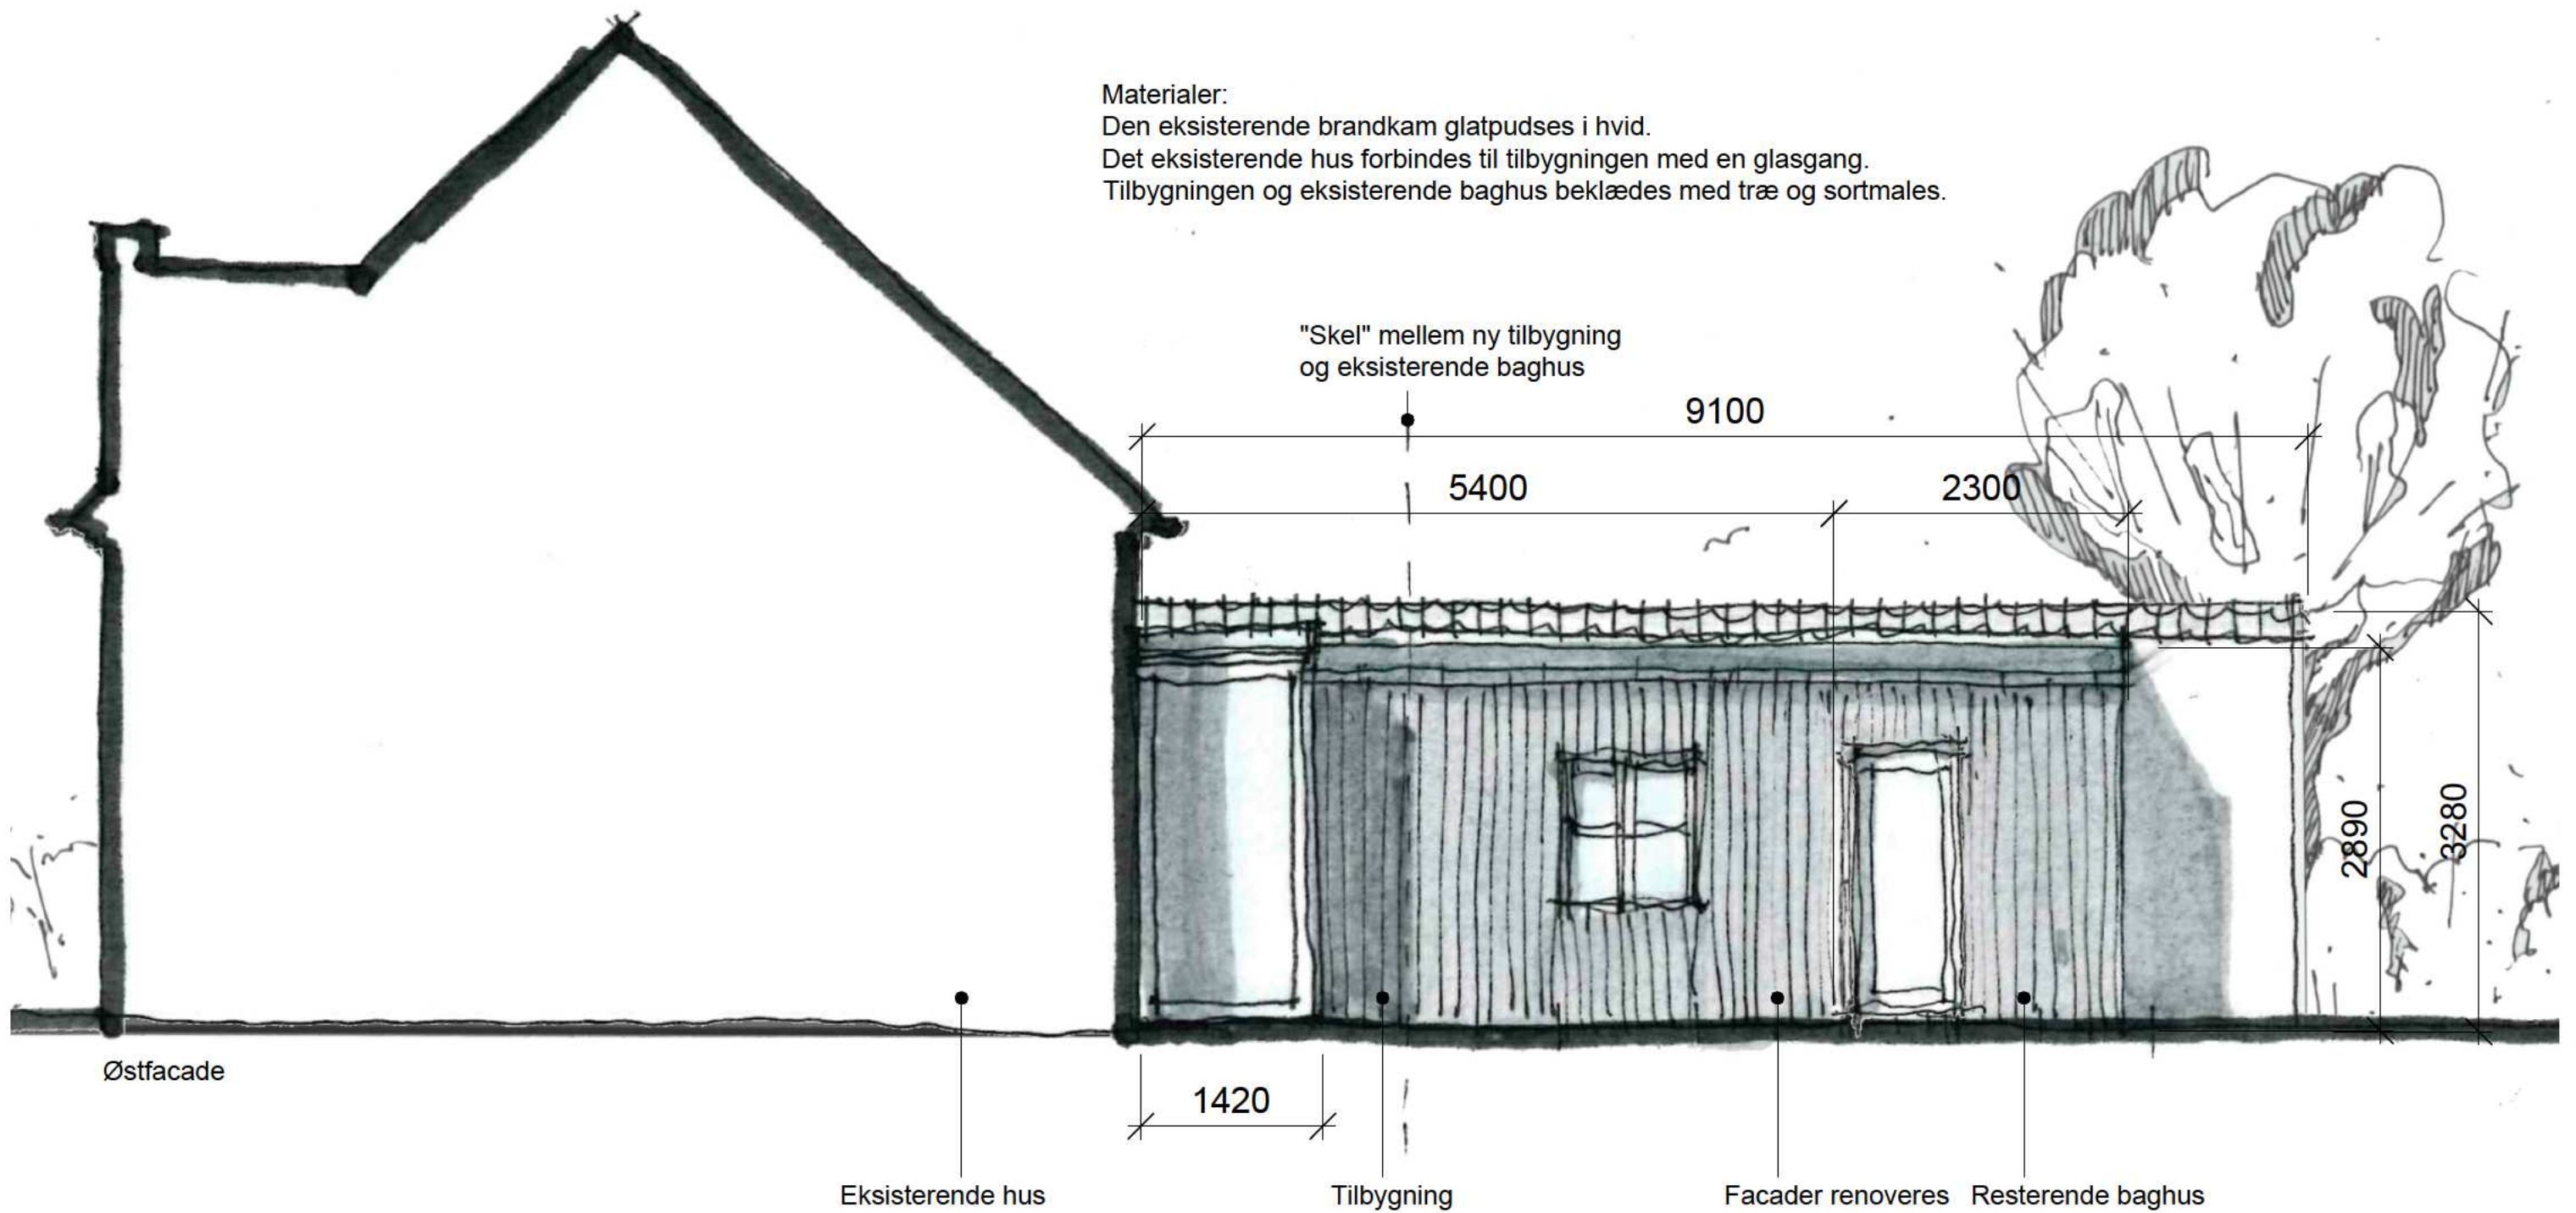 Materialer:
Den eksisterende brandkam glatpudses i hvid.
Det eksisterende hus forbindes til tilbygningen med en glasgang.
Tilbygningen og eksisterende baghus beklædes med træ og sortmales.
"Skel" mellem ny tilbygning
og eksisterende baghus
9100
5400
2300
2890
3280
Østfacade
1420
Eksisterende hus
Tilbygning
Facader renoveres
Resterende baghus